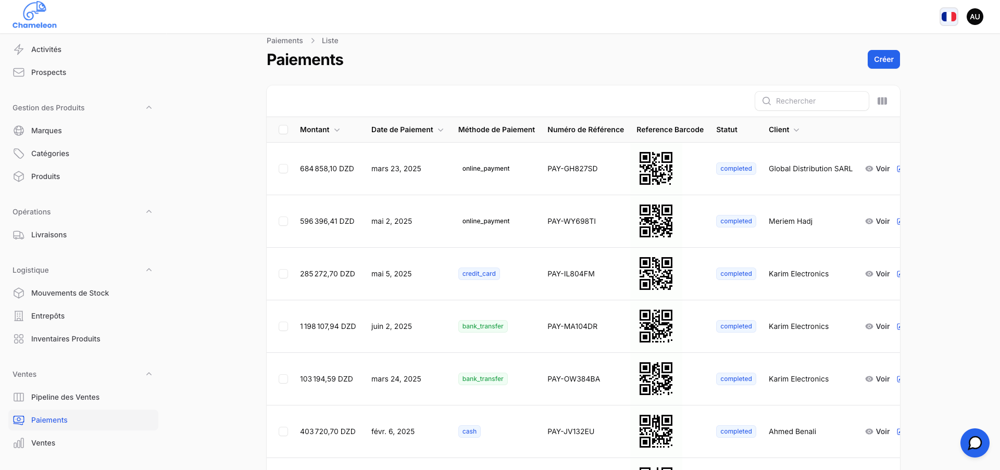 Chameleon
AU
Activités
Prospects
Gestion des Produits
Marques
Catégories
Produits
Opérations
Livraisons
Logistique
Mouvements de Stock
Entrepôts
Inventaires Produits
Ventes
Pipeline des Ventes
Paiements
Ventes
Paiements Liste
Paiements
Créer
Rechercher
Montant Date de Paiement Méthode de Paiement Numéro de Référence Reference Barcode Statut Client
684 858,10 DZD mars 23, 2025 online_payment PAY-GH827SD completed Global Distribution SARL Voir
596 396,41 DZD mai 2, 2025 online_payment PAY-WY698TI completed Meriem Hadj Voir
285 272,70 DZD mai 5, 2025 credit_card PAY-IL804FM completed Karim Electronics Voir
1 198 107,94 DZD juin 2, 2025 bank_transfer PAY-MA104DR completed Karim Electronics Voir
103 194,59 DZD mars 24, 2025 bank_transfer PAY-OW384BA completed Karim Electronics Voir
403 720,70 DZD févr. 6, 2025 cash PAY-JV132EU completed Ahmed Benali Voir